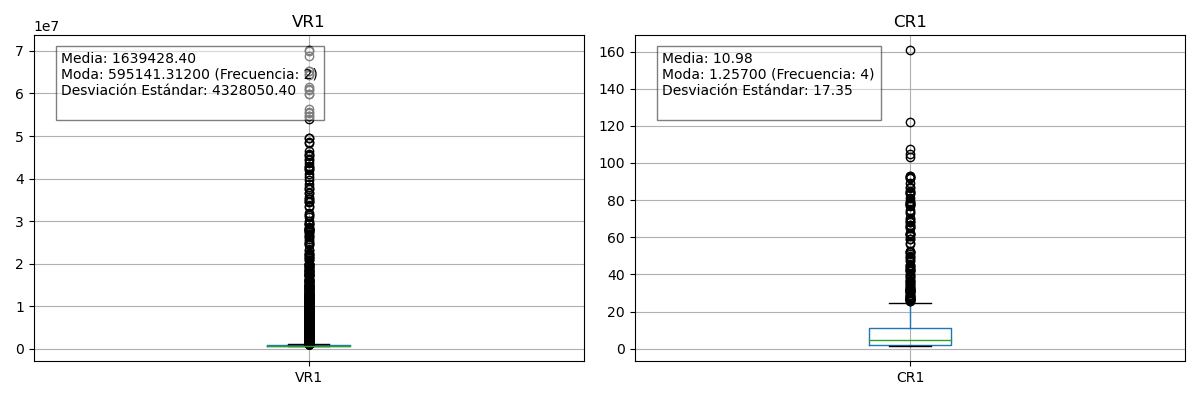 VR1
1e7
7
6
5
4
3
2
1
0
Media: 1639428.40
Moda: 595141.31200 (Frecuencia: 2)
Desviación Estándar: 4328050.40
VR1
CR1
160
140
120
100
80
60
40
20
0
Media: 10.98
Moda: 1.25700 (Frecuencia: 4)
Desviación Estándar: 17.35
CR1